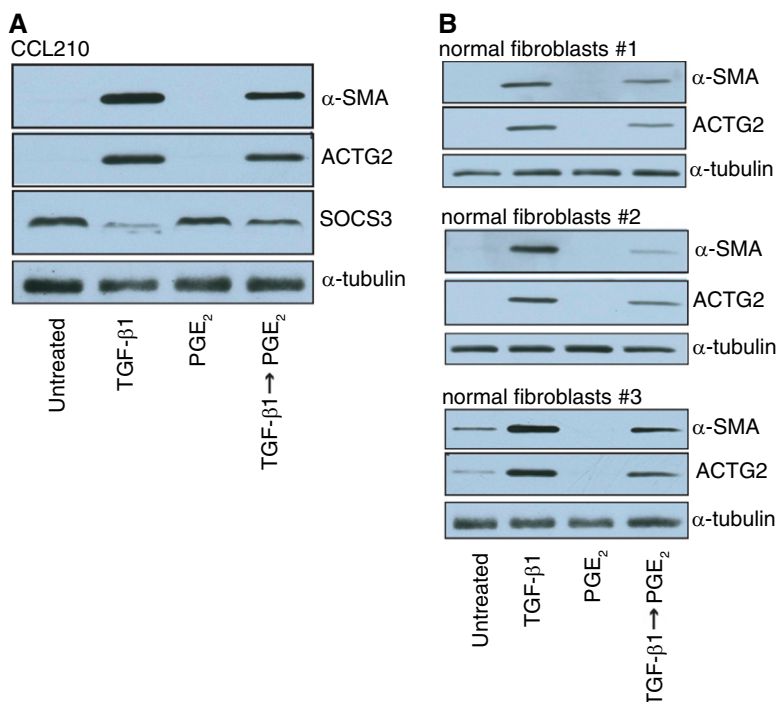 A
CCL210
α-SMA
ACTG2
SOCS3
α-tubulin
Untreated
TGF-β1
PGE₂
TGF-β1→PGE₂
B
normal fibroblasts #1
α-SMA
ACTG2
α-tubulin
normal fibroblasts #2
α-SMA
ACTG2
α-tubulin
normal fibroblasts #3
α-SMA
ACTG2
α-tubulin
Untreated
TGF-β1
PGE₂
TGF-β1→PGE₂